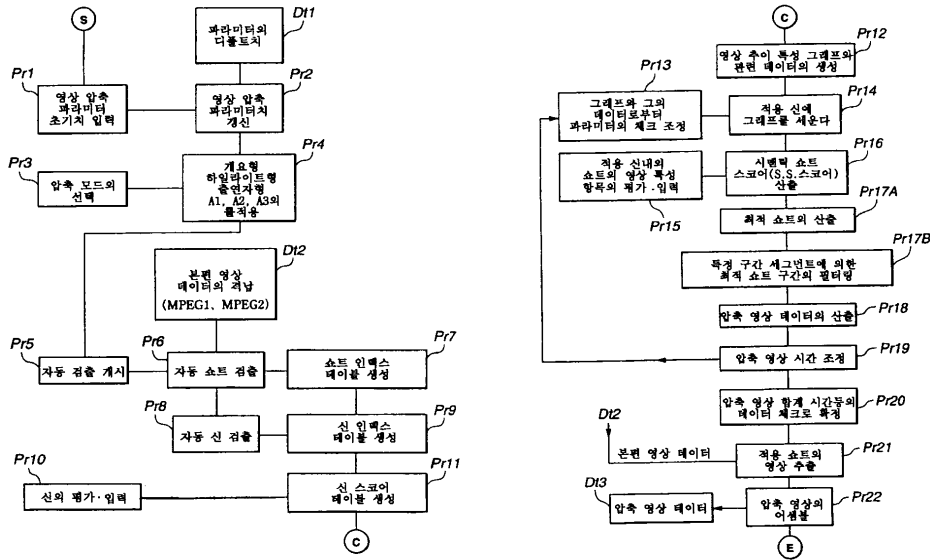 S
Dt1
파라미터의
디폴트치
Pr1
영상 압축
파라미터
초기치 입력
Pr2
영상 압축
파라미터치
갱신
Pr3
압축 모드의
선택
Pr4
개요형
하일라이트형
출연자형
A1, A2, A3의
룰적용
Dt2
본편 영상
데이터의 격납
(MPEG1、MPEG2)
Pr5
자동 검출 개시
Pr6
자동 쇼트 검출
Pr7
쇼트 인덱스
테이블 생성
Pr8
자동 신 검출
Pr9
신 인덱스
테이블 생성
Pr10
신의 평가·입력
Pr11
신 스코어
테이블 생성
C
C
Pr12
영상 추이 특성 그래프와
관련 데이터의 생성
Pr13
그래프와 그의
데이터로부터
파라미터의 체크 조정
Pr14
적용 신에
그래프를 세운다
Pr15
적용 신내의
쇼트의 영상 특성
항목의 평가·입력
Pr16
시맨틱 쇼트
스코어(S.S.스코어)
산출
Pr17A
최적 쇼트의 산출
Pr17B
특정 구간 세그먼트에 의한
최적 쇼트 구간의 필터링
Pr18
압축 영상 데이터의 산출
Pr19
압축 영상 시간 조정
Pr20
압축 영상 합계 시간등의
데이터 체크로 확정
Dt2
본편 영상 데이터
Pr21
적용 쇼트의
영상 추출
Dt3
압축 영상 데이터
Pr22
압축 영상의
어셈블
E